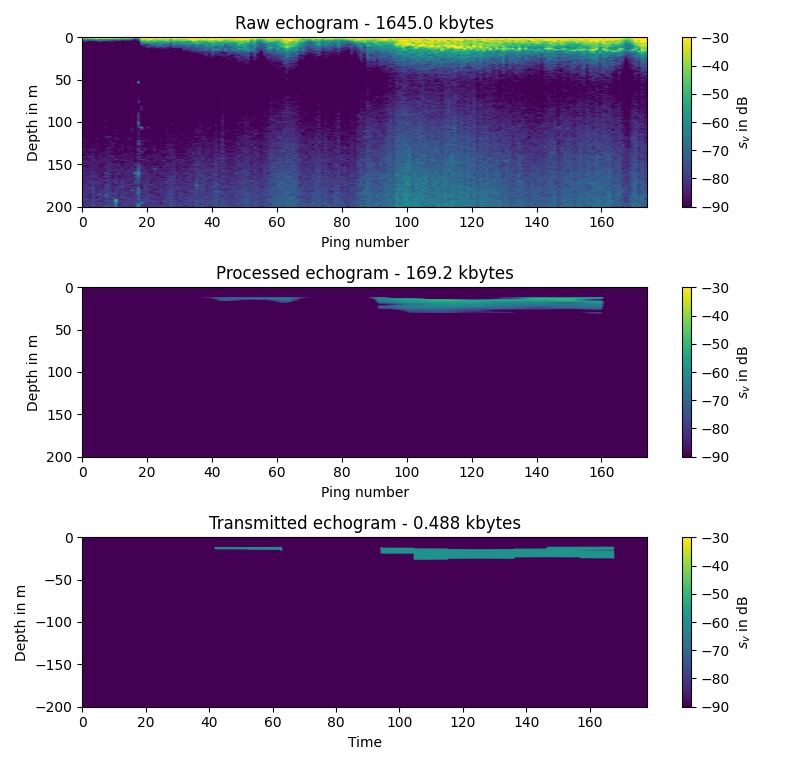 Raw echogram - 1645.0 kbytes
0
50
100
150
200
Depth in m
0 20 40 60 80 100 120 140 160
Ping number
−30
−40
−50
−60
−70
−80
−90
sv in dB
Processed echogram - 169.2 kbytes
0
50
100
150
200
Depth in m
0 20 40 60 80 100 120 140 160
Ping number
−30
−40
−50
−60
−70
−80
−90
sv in dB
Transmitted echogram - 0.488 kbytes
0
−50
−100
−150
−200
Depth in m
0 20 40 60 80 100 120 140 160
Time
−30
−40
−50
−60
−70
−80
−90
sv in dB